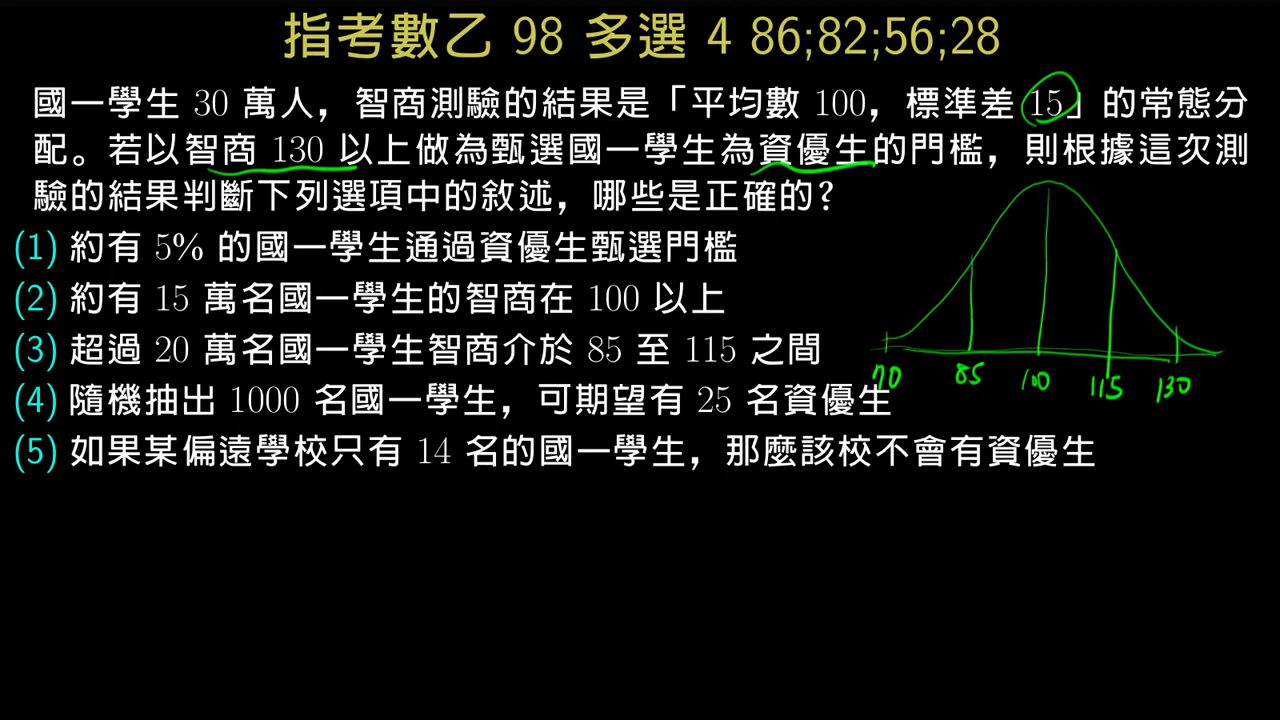 指考數乙 98 多選 4 86;82;56;28
國一學生 30 萬人，智商測驗的結果是「平均數 100，標準差 15」的常態分
配。若以智商 130 以上做為甄選國一學生為資優生的門檻，則根據這次測
驗的結果判斷下列選項中的敘述，哪些是正確的？
(1) 約有 5% 的國一學生通過資優生甄選門檻
(2) 約有 15 萬名國一學生的智商在 100 以上
(3) 超過 20 萬名國一學生智商介於 85 至 115 之間
(4) 隨機抽出 1000 名國一學生，可期望有 25 名資優生
(5) 如果某偏遠學校只有 14 名的國一學生，那麼該校不會有資優生
70 85 100 115 130